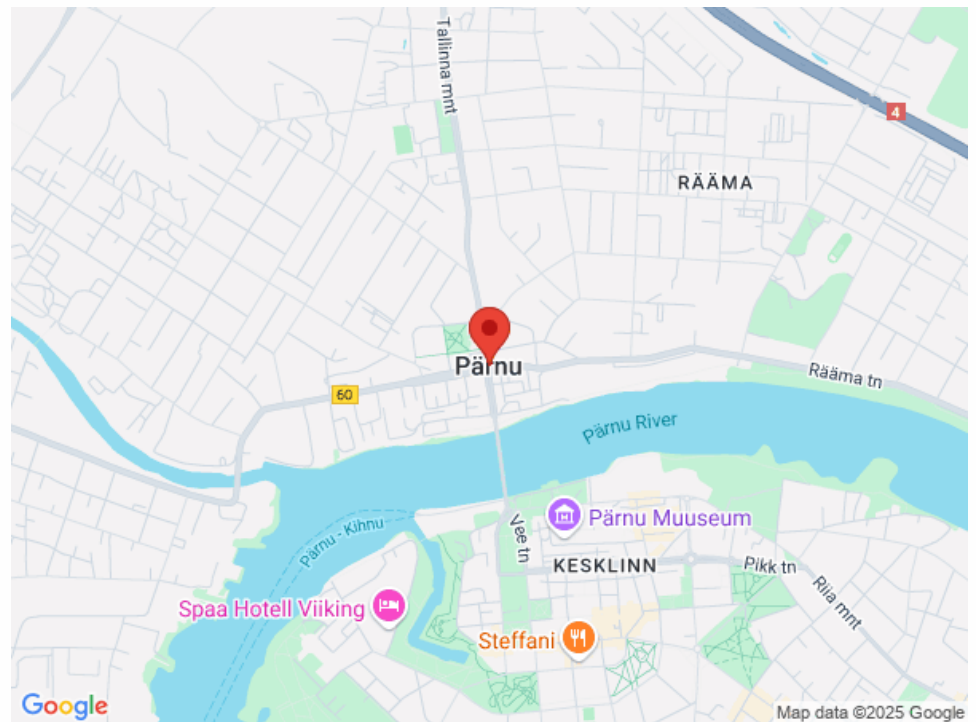 Tallinna mnt
4
RÄÄMA
Pärnu
60
Rääma tn
Pärnu River
Pärnu - Kihnu
Vee tn
Pärnu Muuseum
KESKLINN
Pikk tn
Riia mnt
Spaa Hotell Viiking
Steffani
Google
Map data ©2025 Google